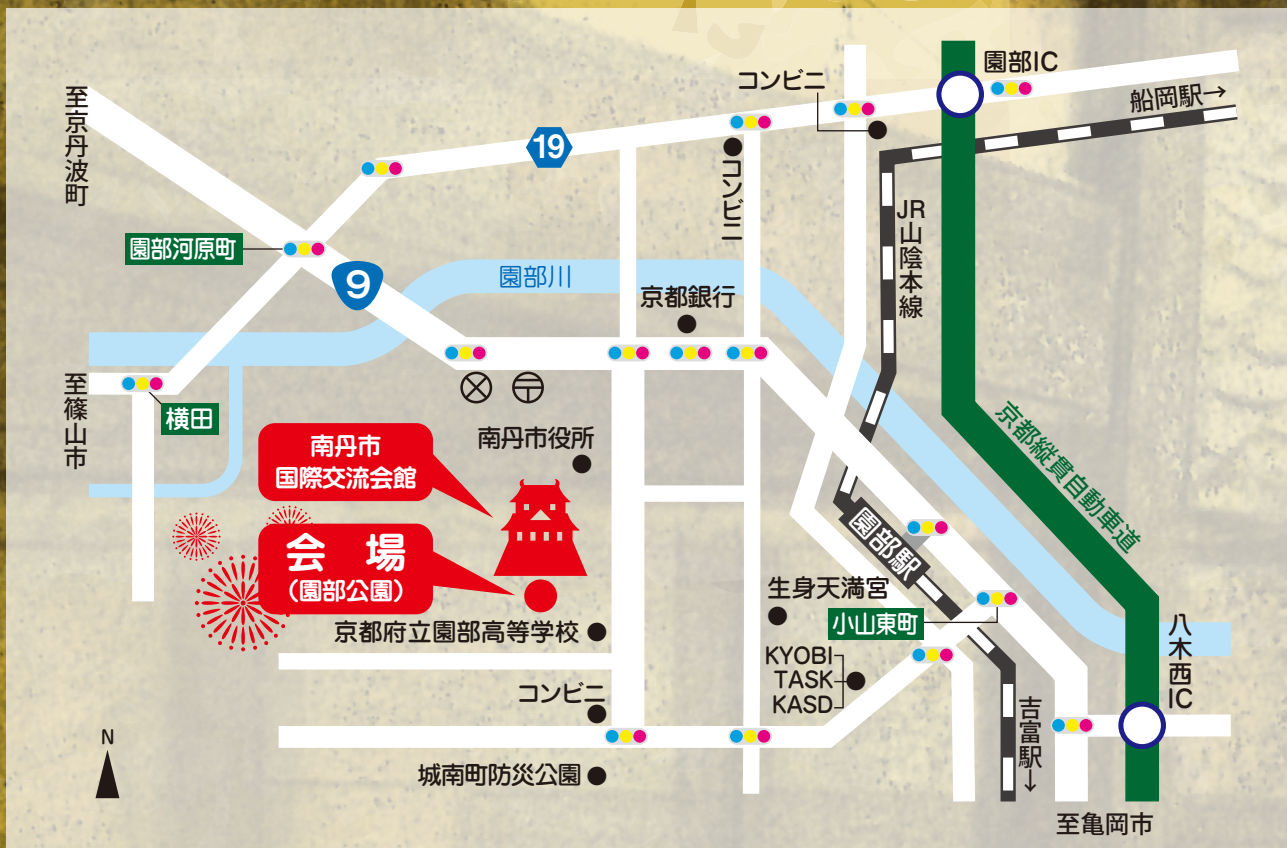 園部IC
コンビニ
船岡駅→
至京丹波町
19
コンビニ
JR山陰本線
園部河原町
9
園部川
京都銀行
至篠山市
横田
南丹市
国際交流会館
南丹市役所
京都縦貫自動車道
会 場
(園部公園)
園部駅
生身天満宮
小山東町
京都府立園部高等学校
八木西IC
KYOBI
TASK
KASD
コンビニ
吉富駅→
N
城南町防災公園
至亀岡市